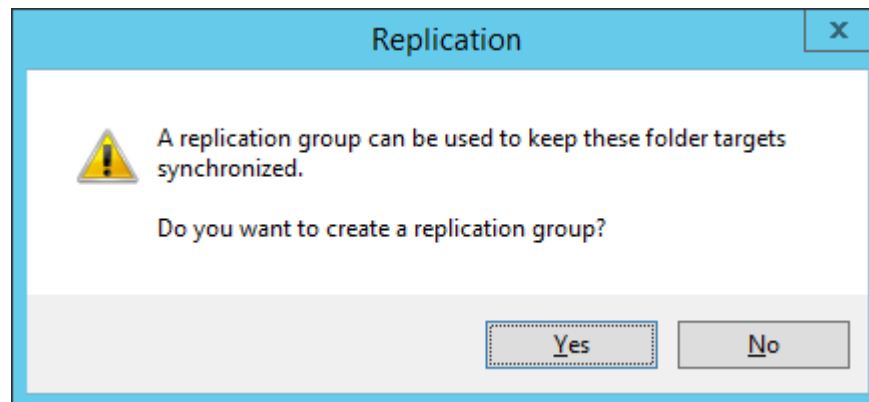 Replication
x
A replication group can be used to keep these folder targets
synchronized.
Do you want to create a replication group?
Yes
No